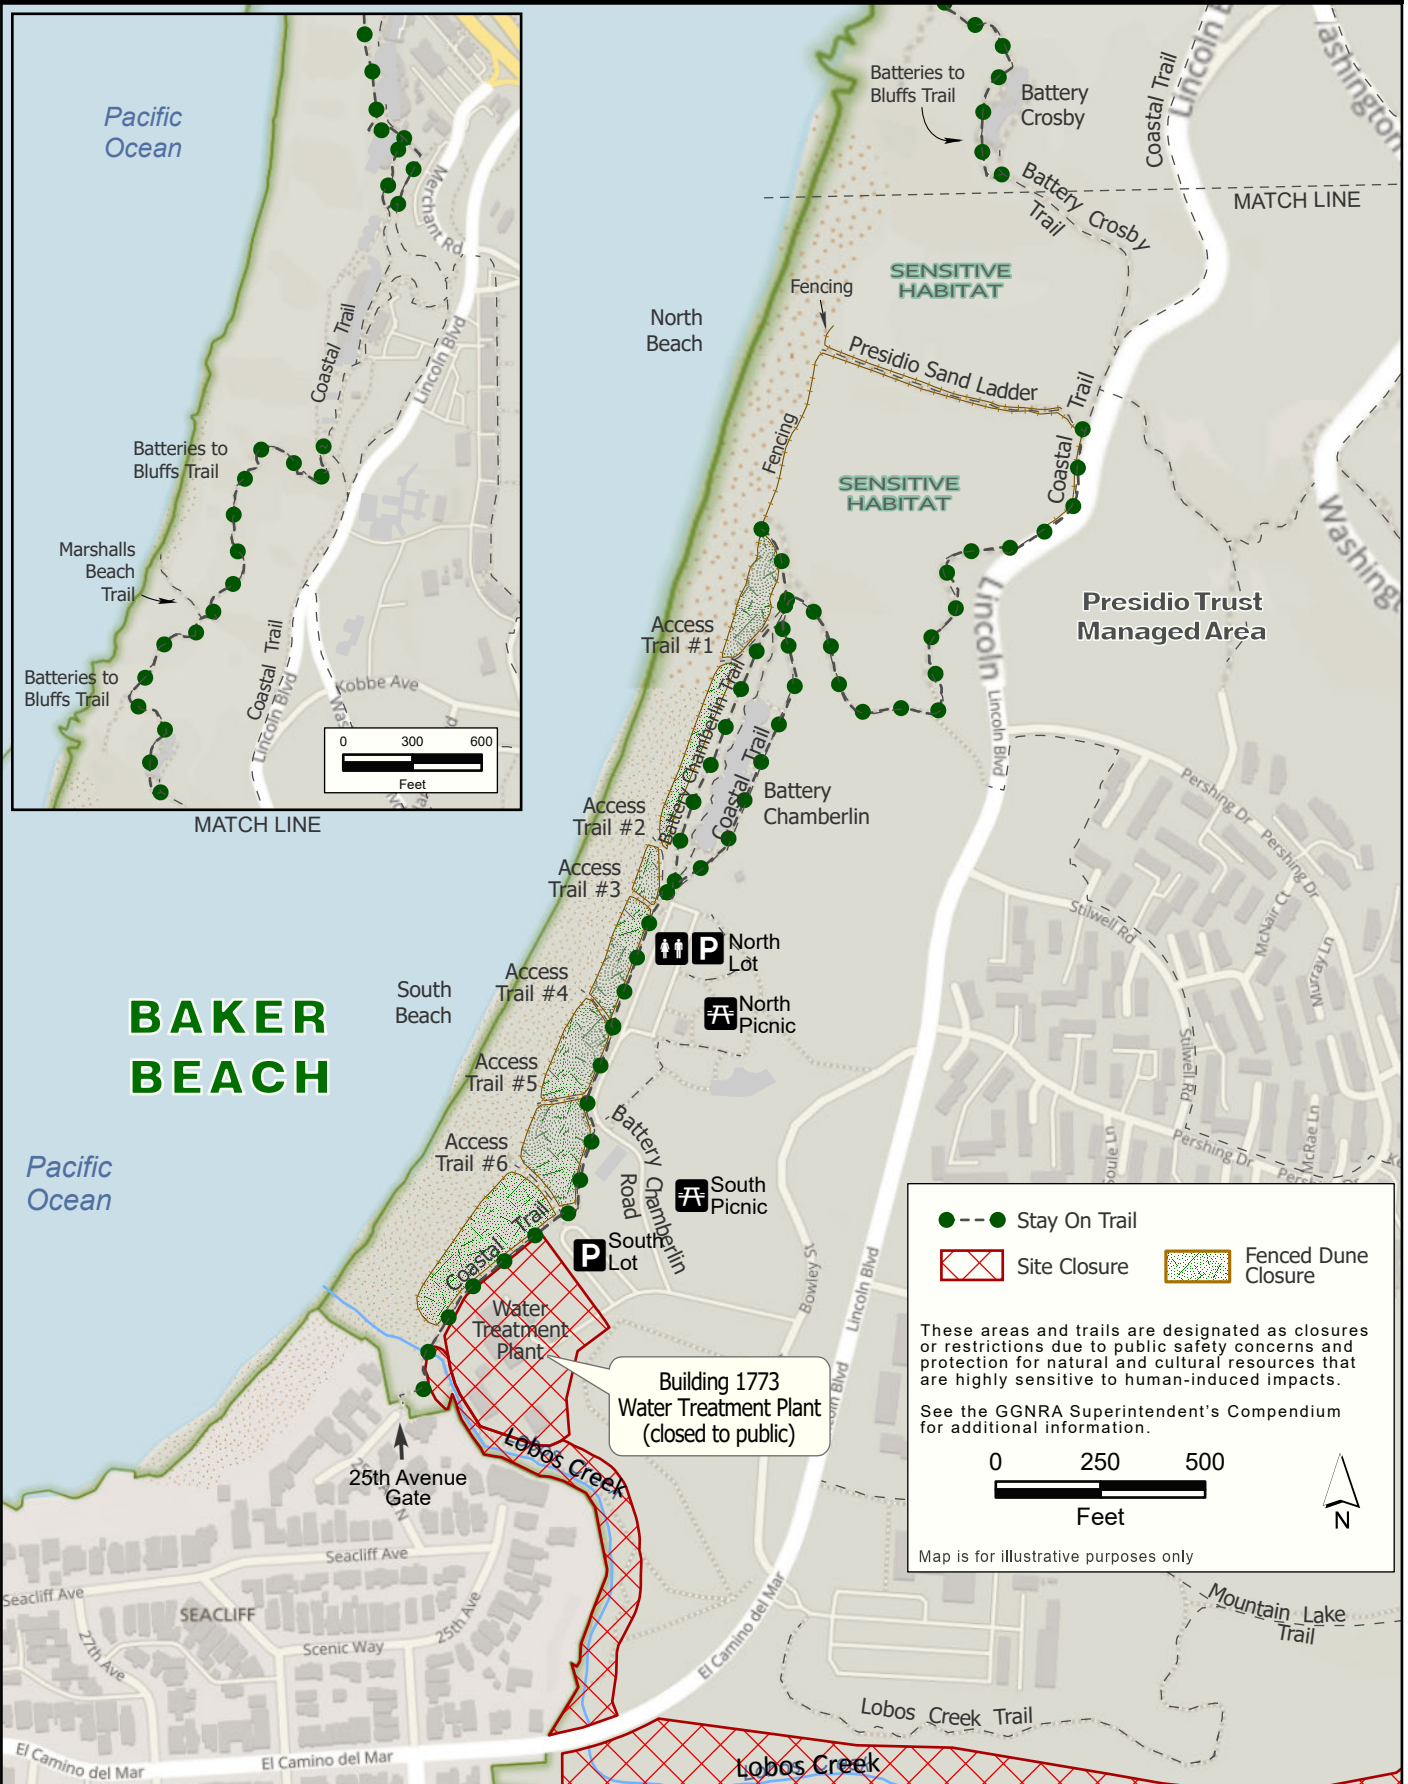 Pacific
Ocean
Merchant Rd
Coastal Trail
Lincoln Blvd
Batteries to
Bluffs Trail
Marshalls
Beach
Trail
Batteries to
Bluffs Trail
Coastal Trail
Lincoln Blvd
Kobbe Ave
0 300 600
Feet
MATCH LINE
Batteries to
Bluffs Trail
Battery
Crosby
Coastal Trail
Battery Crosby
Trail
MATCH LINE
SENSITIVE
HABITAT
Fencing
North
Beach
Presidio Sand Ladder
Coastal Trail
Fencing
SENSITIVE
HABITAT
Washington
Lincoln
Lincoln Blvd
Presidio Trust
Managed Area
Access
Trail #1
Battery Chamberlin Trail
Coastal Trail
Battery
Chamberlin
Access
Trail #2
Access
Trail #3
Pershing Dr
Pershing Dr
McNair Ct
Murray Ln
Stilwell Rd
Stilwell Rd
Pershing Dr
McRae Ln
P North
Lot
North
Picnic
Access
Trail #4
South
Beach
BAKER
BEACH
Access
Trail #5
Access
Trail #6
Pacific
Ocean
Battery Chamberlin
Road
South
Picnic
P South
Lot
Coastal Trail
Water
Treatment
Plant
Building 1773
Water Treatment Plant
(closed to public)
Bowley S
Lincoln Blvd
Lobos Creek
25th Avenue
Gate
Seacliff Ave
Seacliff Ave
SEACLIFF
Scenic Way
25th Ave
27th Ave
El Camino del Mar
El Camino del Mar
El Camino del Mar
Lobos Creek
Lobos Creek Trail
Mountain Lake
Trail
Stay On Trail
Site Closure
Fenced Dune
Closure
These areas and trails are designated as closures
or restrictions due to public safety concerns and
protection for natural and cultural resources that
are highly sensitive to human-induced impacts.
See the GGNRA Superintendent's Compendium
for additional information.
0 250 500
Feet
N
Map is for illustrative purposes only